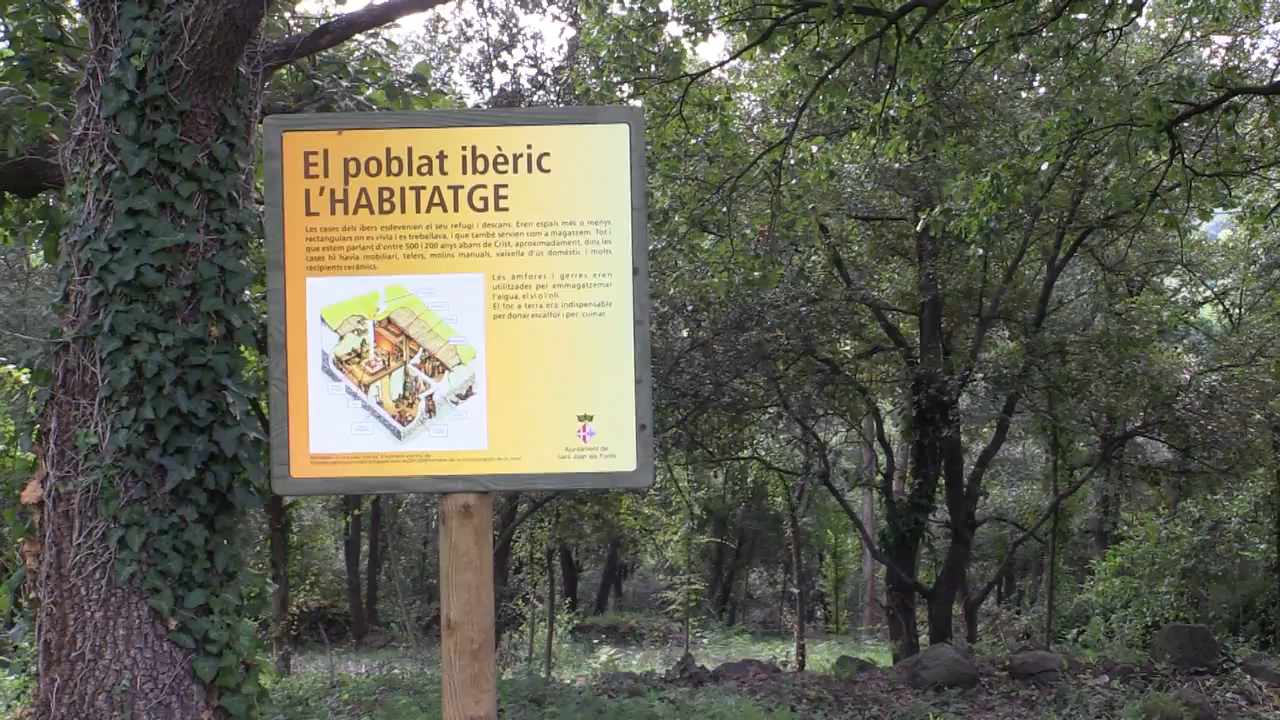 El poblat ibèric
L'HABITATGE
Les cases dels ibers esdevenien el seu refugi i descans. Eren espais més o menys
rectangulars on es vivia i es treballava, i que també servien com a magatzem. Tot i
que estem parlant d'entre 500 i 200 anys abans de Crist, aproximadament, dins les
cases hi havia mobiliari, telers, molins manuals, vaixella d'us domèstic i molts
recipients ceràmics.
Les àmfores i gerres eren
utilitzades per emmagatzemar
l'aigua, el vi o l'oli.
El foc a terra era indispensable
per donar escalfor i per cuinar.
Ajuntament de
Sant Joan les Fonts